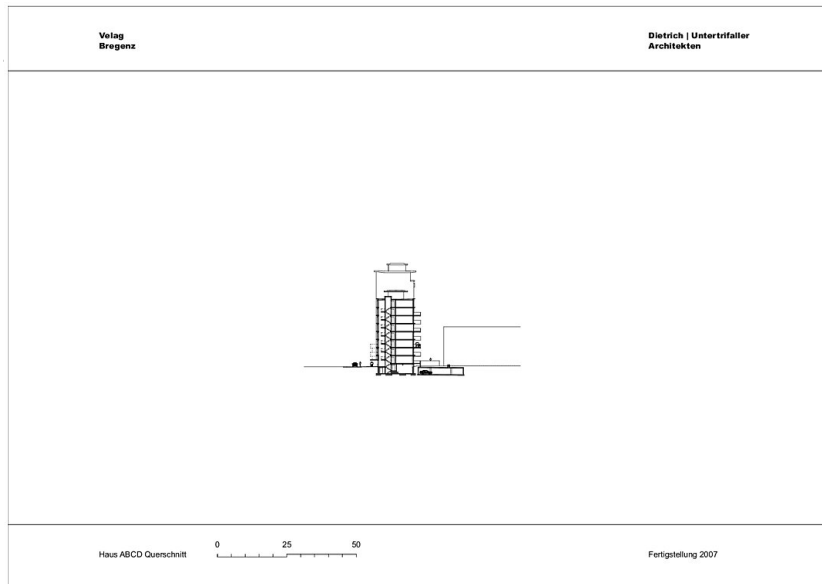 Velag
Bregenz
Dietrich | Untertrifaller
Architekten
Haus ABCD Querschnitt
0 25 50
Fertigstellung 2007